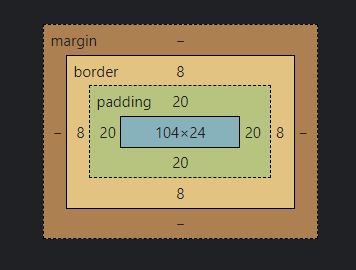 margin –
border 8
padding 20
– 8 20 104×24 20 8 –
20
8
–